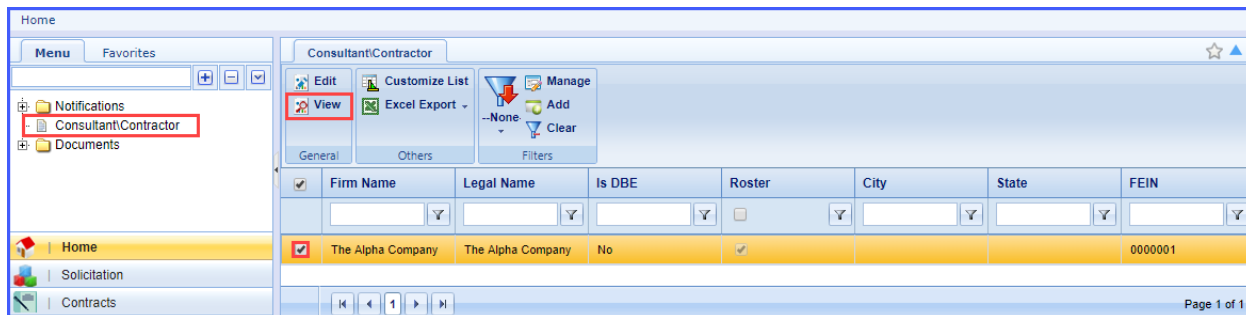 Home
Menu Favorites
Notifications
Consultant\Contractor
Documents
Home
Solicitation
Contracts
Consultant\Contractor
Edit
View
General
Customize List
Excel Export
Others
--None-
Manage
Add
Clear
Filters
Firm Name Legal Name Is DBE Roster City State FEIN
The Alpha Company The Alpha Company No 0000001
1
Page 1 of 1